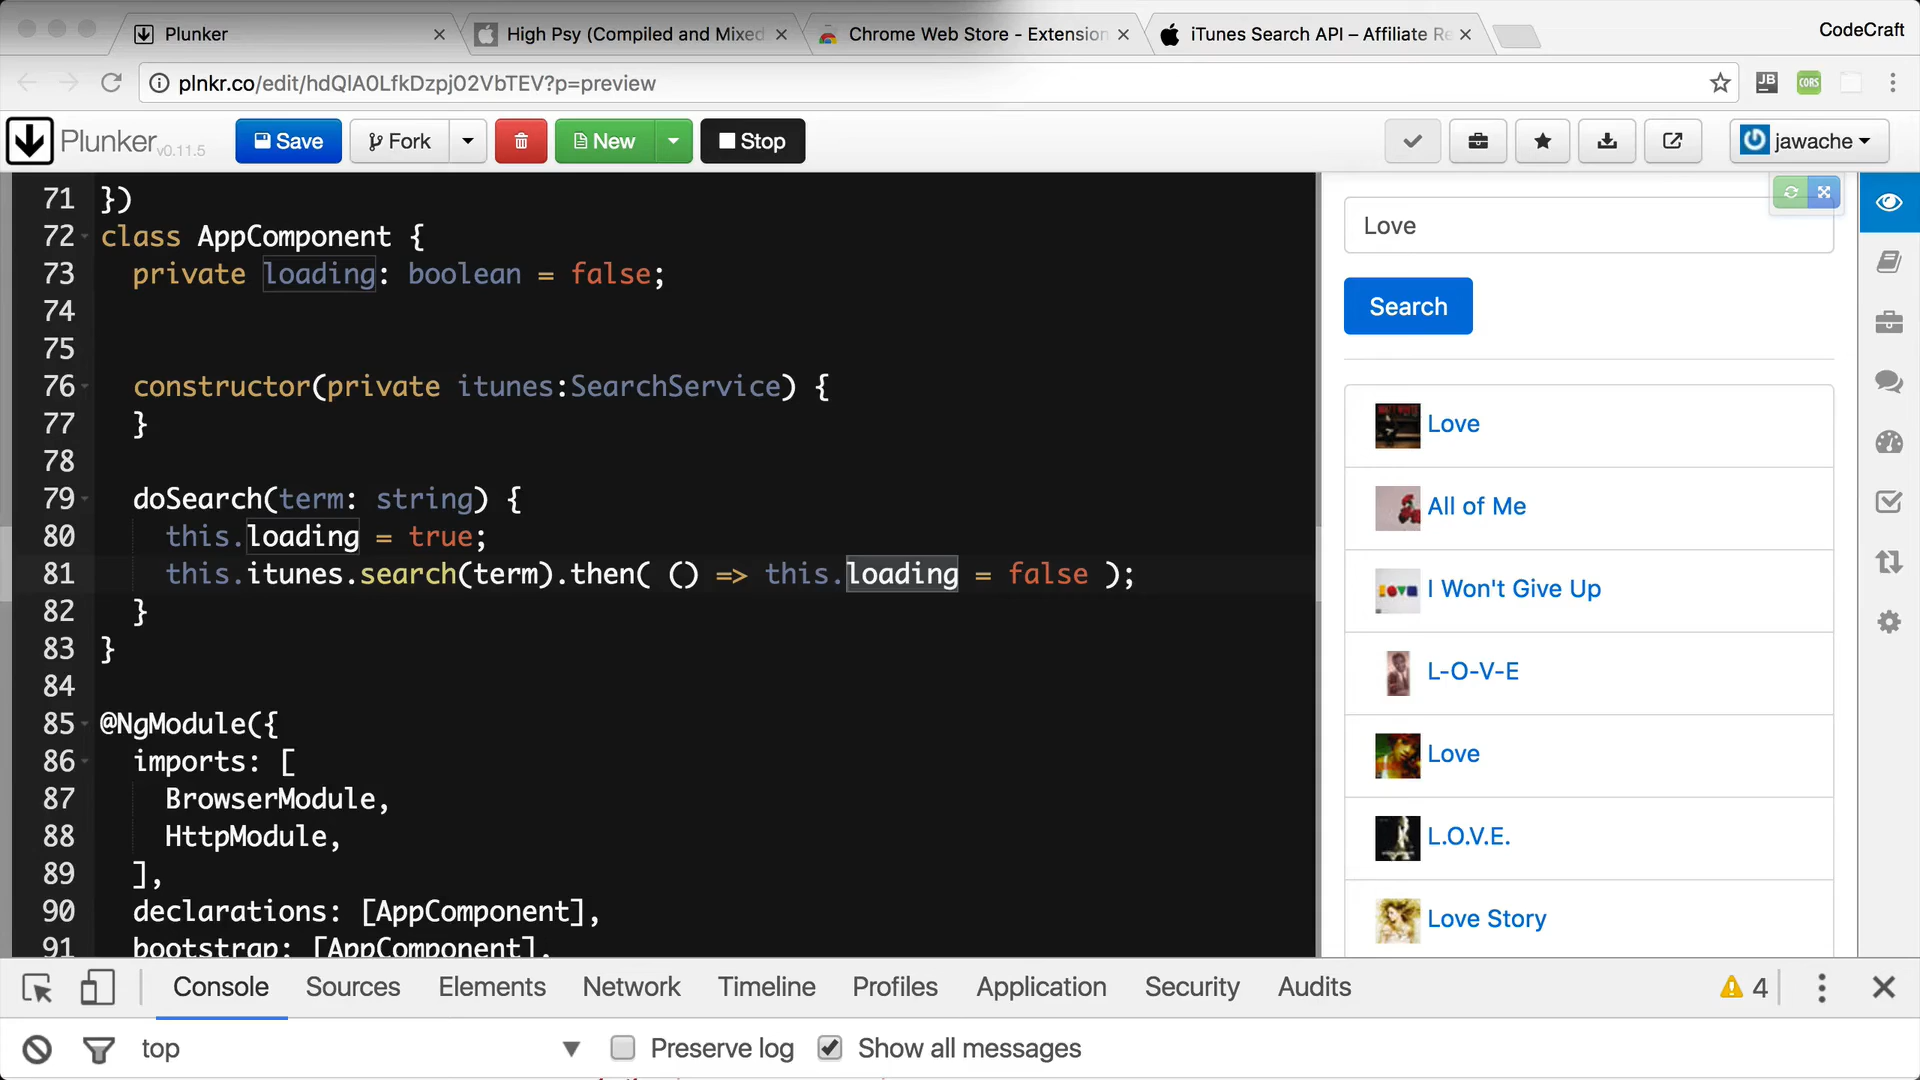 Plunker
High Psy (Compiled and Mixed
Chrome Web Store - Extension
iTunes Search API – Affiliate Re
CodeCraft
plnkr.co/edit/hdQlA0LfkDzpj02VbTEV?p=preview
JB
CORS
Plunker v0.11.5
Save
Fork
New
Stop
jawache
71 })
72 class AppComponent {
73 private loading: boolean = false;
74
75
76 constructor(private itunes:SearchService) {
77 }
78
79 doSearch(term: string) {
80 this.loading = true;
81 this.itunes.search(term).then( () => this.loading = false );
82 }
83 }
84
85 @NgModule({
86 imports: [
87 BrowserModule,
88 HttpModule,
89 ],
90 declarations: [AppComponent],
91 bootstrap: [AppComponent],
Love
Search
Love
All of Me
I Won't Give Up
L-O-V-E
Love
L.O.V.E.
Love Story
Console Sources Elements Network Timeline Profiles Application Security Audits
4
top
Preserve log
Show all messages